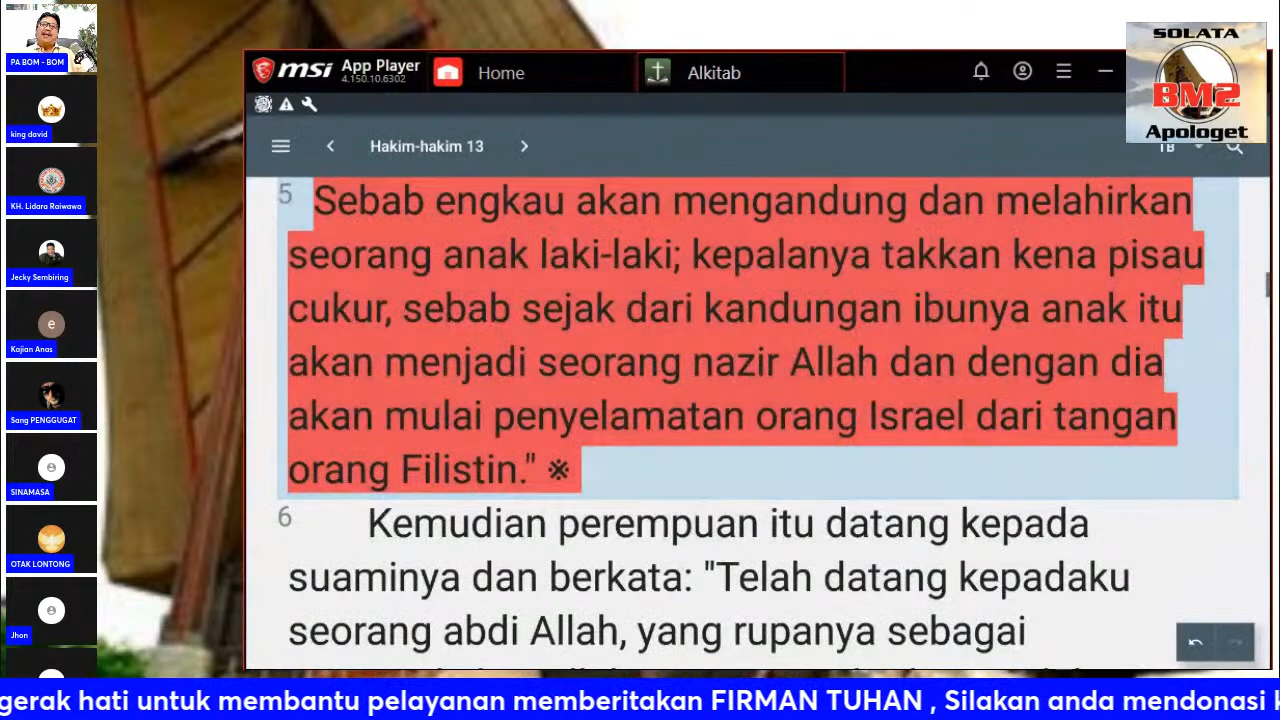 PA BOM - BOM
king david
KH. Lidara Raiwawa
Jecky Sembiring
e
Kajian Anas
Sang PENGGUGAT
SINAMASA
OTAK LONTONG
Jhon
msi App Player
4.150.10.6302
Home
Alkitab
SOLATA
BM2
Apologet
Hakim-hakim 13
TB
5 Sebab engkau akan mengandung dan melahirkan
seorang anak laki-laki; kepalanya takkan kena pisau
cukur, sebab sejak dari kandungan ibunya anak itu
akan menjadi seorang nazir Allah dan dengan dia
akan mulai penyelamatan orang Israel dari tangan
orang Filistin." ※
6 Kemudian perempuan itu datang kepada
suaminya dan berkata: "Telah datang kepadaku
seorang abdi Allah, yang rupanya sebagai
gerak hati untuk membantu pelayanan memberitakan FIRMAN TUHAN , Silakan anda mendonasi